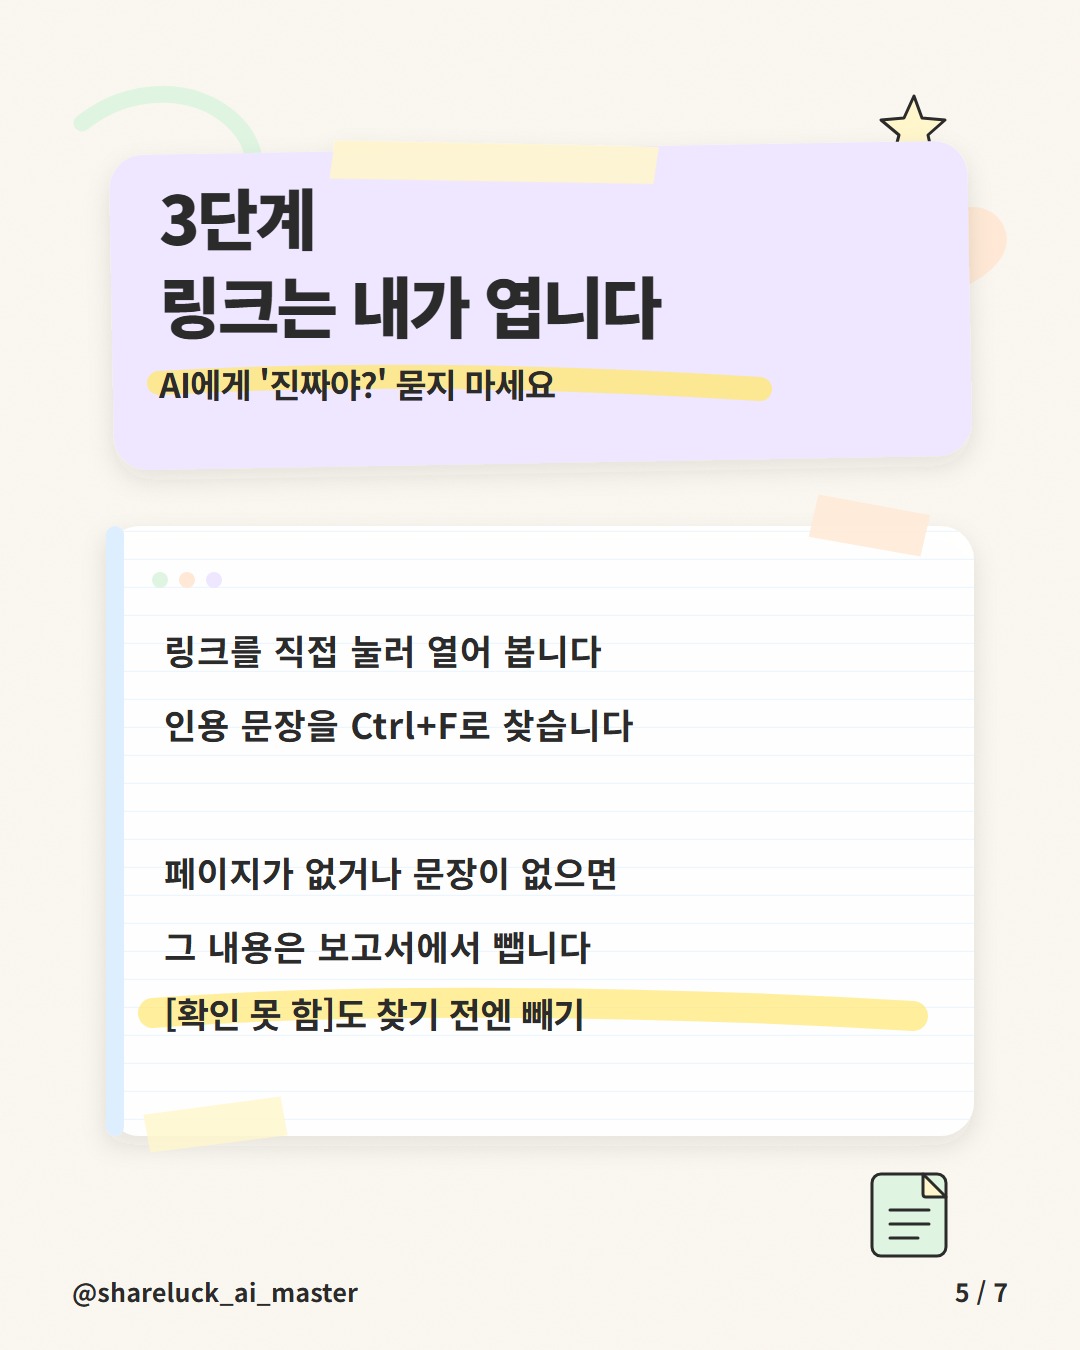 3단계
링크는 내가 엽니다
AI에게 '진짜야?' 묻지 마세요
링크를 직접 눌러 열어 봅니다
인용 문장을 Ctrl+F로 찾습니다
페이지가 없거나 문장이 없으면
그 내용은 보고서에서 뺍니다
[확인 못 함]도 찾기 전엔 빼기
@shareluck_ai_master
5 / 7